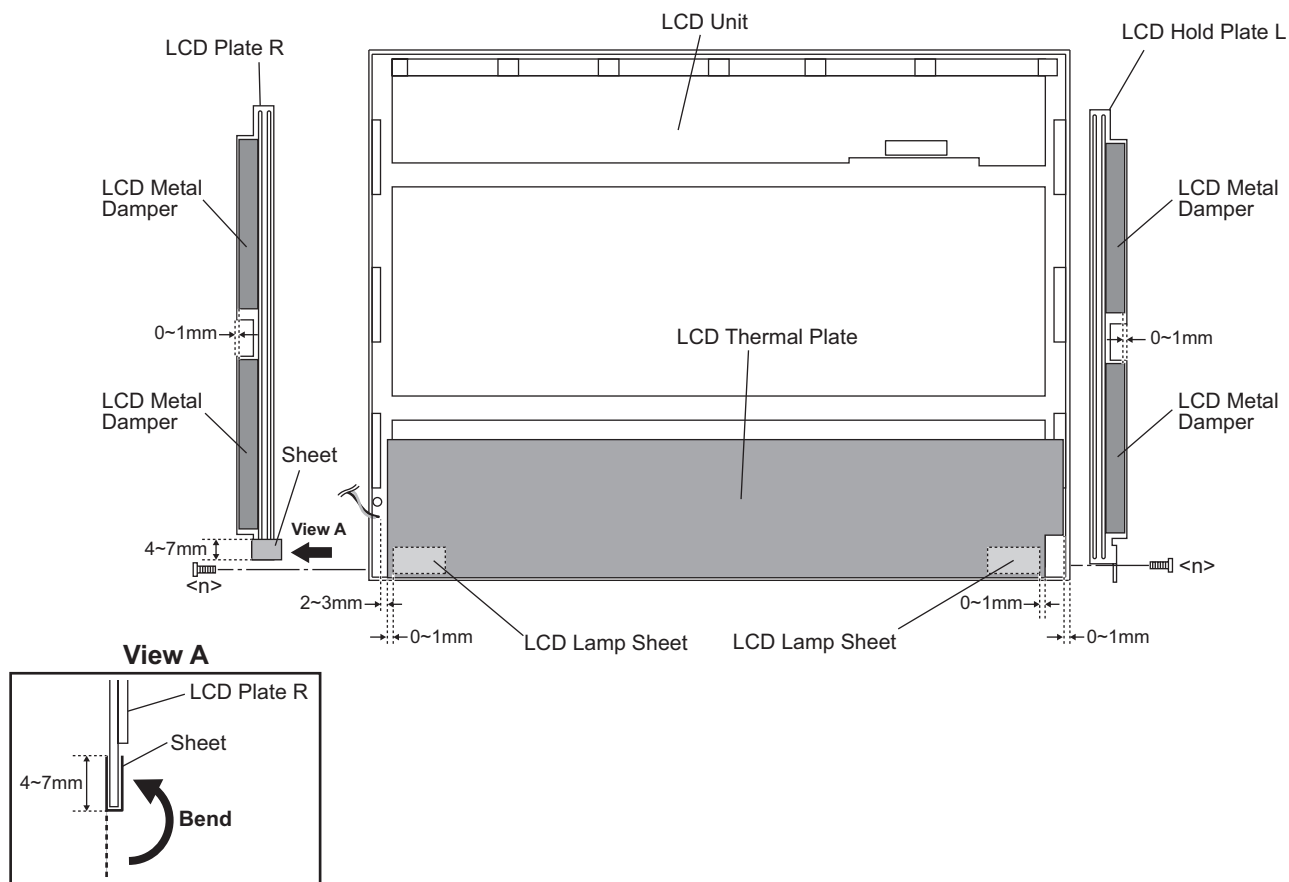 LCD Unit
LCD Plate R
LCD Hold Plate L
LCD Metal
Damper
LCD Metal
Damper
0~1mm
LCD Thermal Plate
0~1mm
LCD Metal
Damper
LCD Metal
Damper
Sheet
View A
4~7mm
<n>
<n>
2~3mm
0~1mm
0~1mm
0~1mm
LCD Lamp Sheet
LCD Lamp Sheet
View A
LCD Plate R
Sheet
4~7mm
Bend